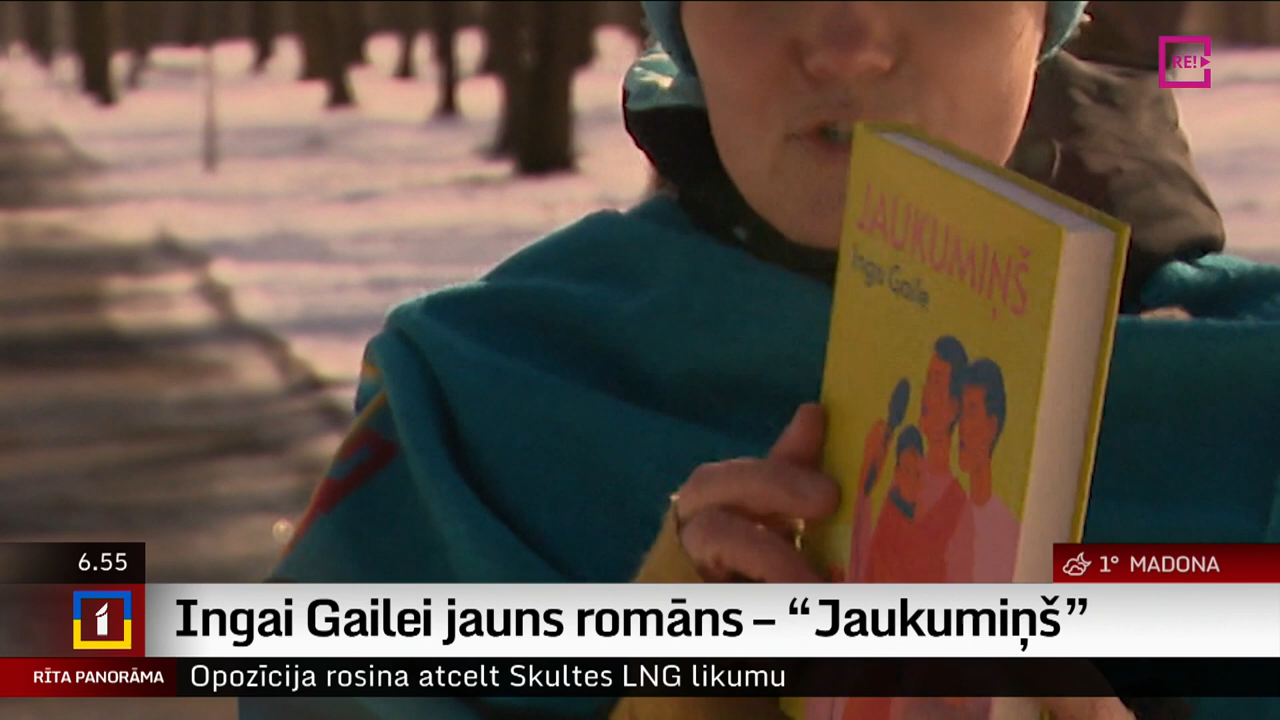 RE!
JAUKUMIŅŠ
Inga Gaile
6.55
1° MADONA
1
Ingai Gailei jauns romāns – “Jaukumiņš”
RĪTA PANORĀMA
Opozīcija rosina atcelt Skultes LNG likumu